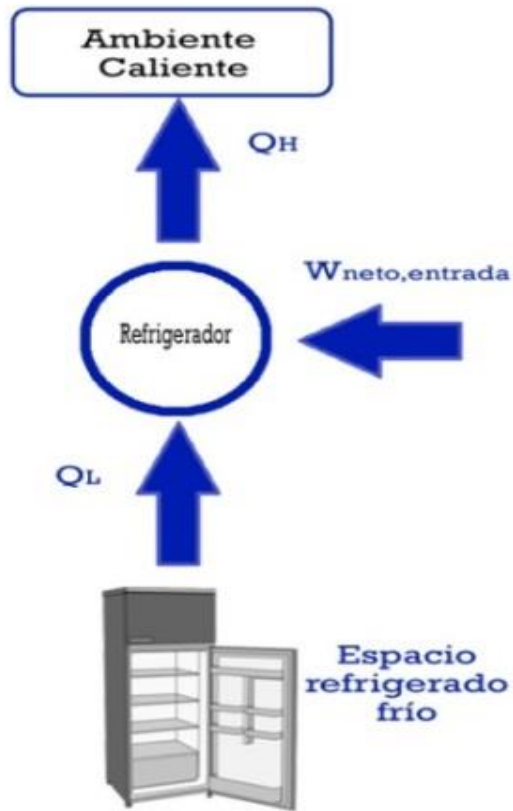 Ambiente
Caliente
QH
Wneto,entrada
Refrigerador
QL
Espacio
refrigerado
frío